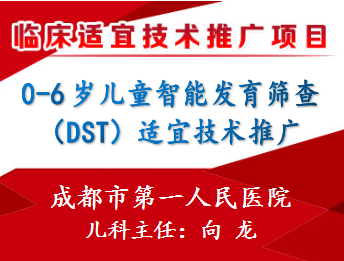 临床适宜技术推广项目
0-6岁儿童智能发育筛查
（DST）适宜技术推广
成都市第一人民医院
儿科主任：向 龙